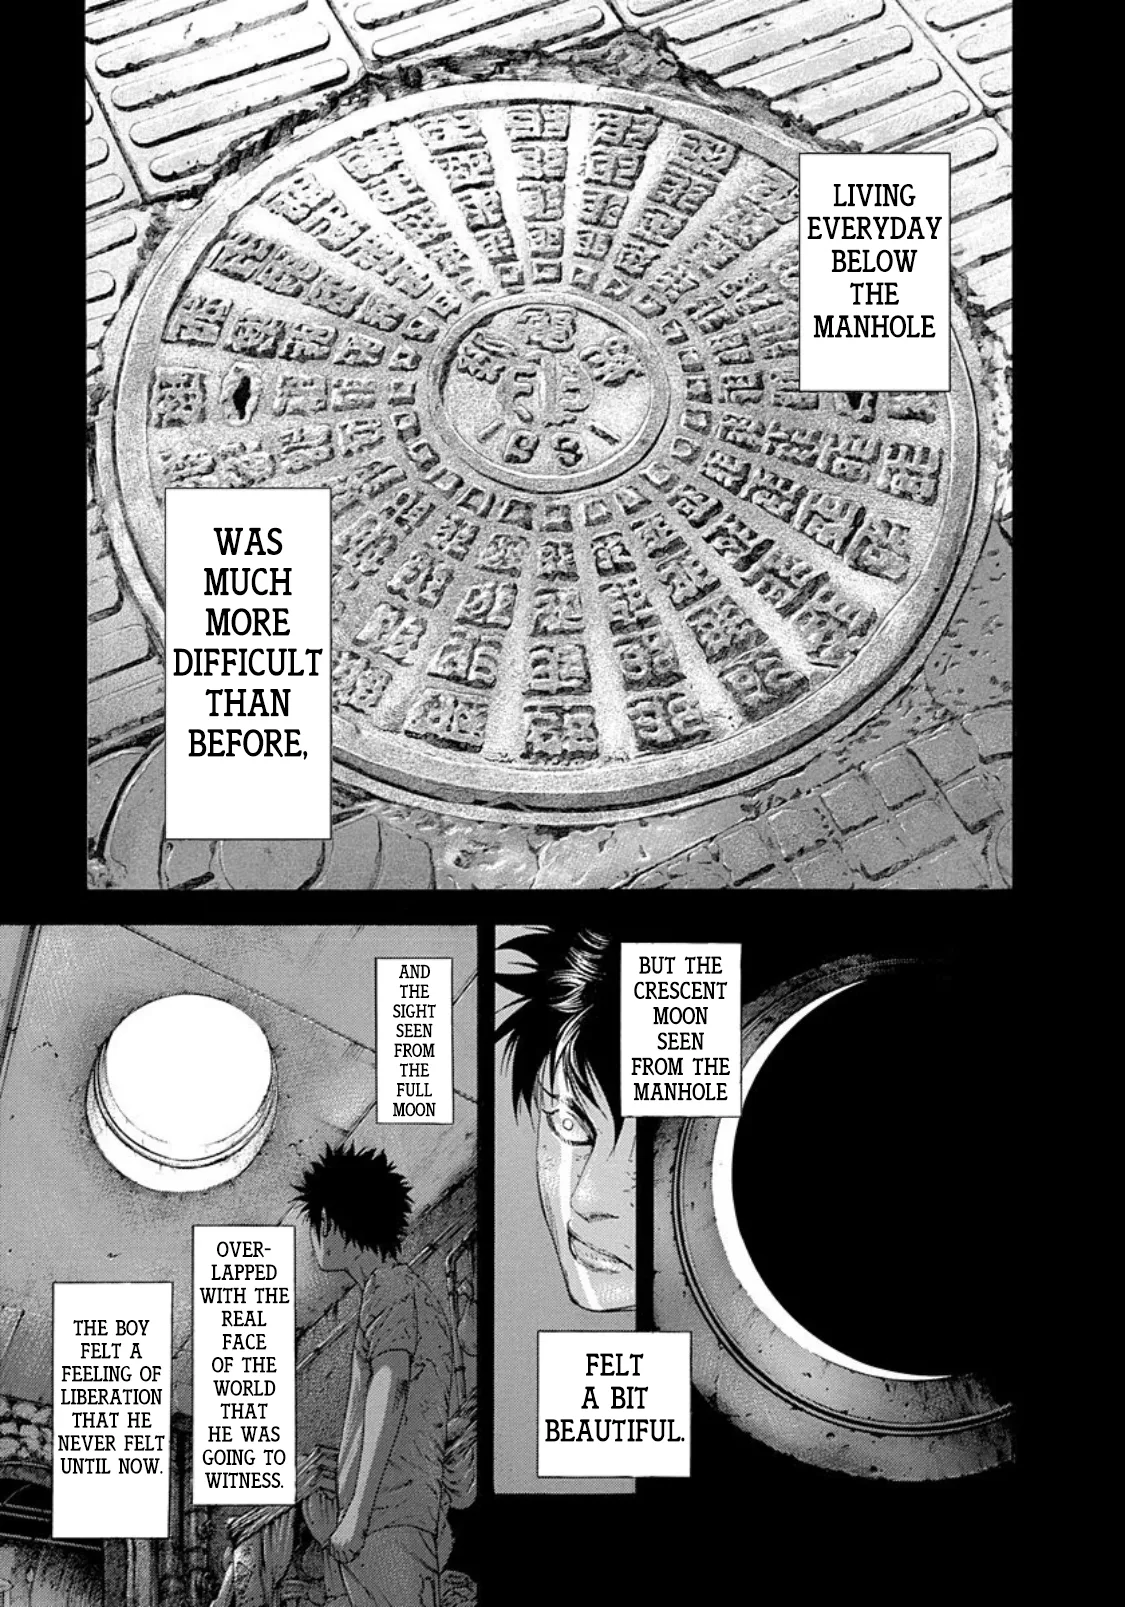 LIVING
EVERYDAY
BELOW
THE
MANHOLE
WAS
MUCH
MORE
DIFFICULT
THAN
BEFORE,
1881
BUT THE
CRESCENT
MOON
SEEN
FROM THE
MANHOLE
FELT
A BIT
BEAUTIFUL.
AND
THE
SIGHT
SEEN
FROM
THE
FULL
MOON
OVER-
LAPPED
WITH THE
REAL
FACE
OF THE
WORLD
THAT
HE WAS
GOING TO
WITNESS.
THE BOY
FELT A
FEELING OF
LIBERATION
THAT HE
NEVER FELT
UNTIL NOW.